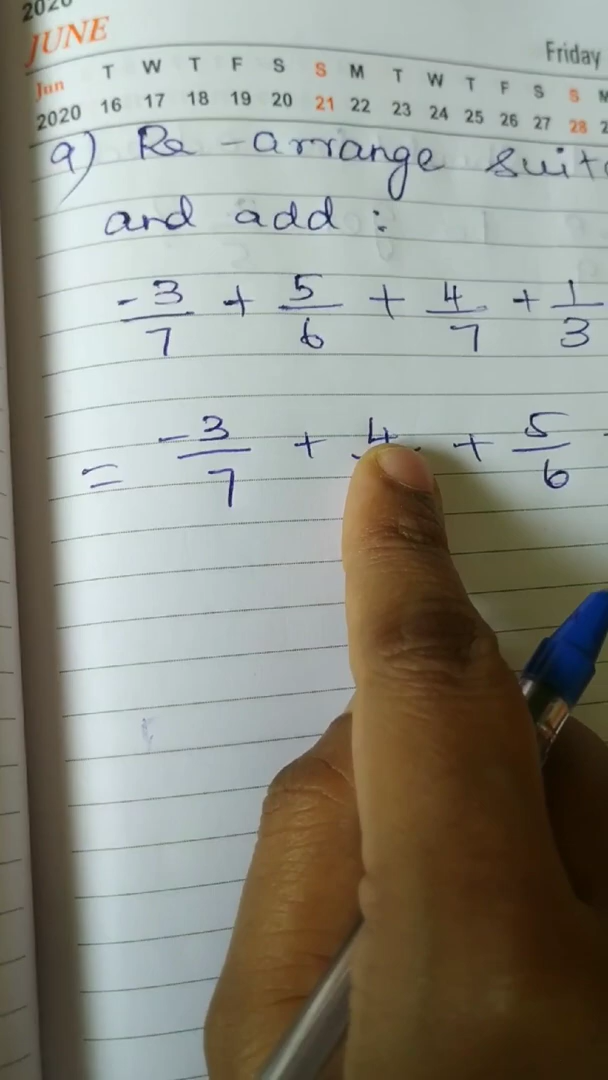 2020
JUNE
Friday
T W T F S S M T W T F S S M
Jun 2020 16 17 18 19 20 21 22 23 24 25 26 27 28
a) Re-arrange
and add :
-3/7 + 5/6 + 4/7 + 1/3
= -3/7 + 4 + 5/6